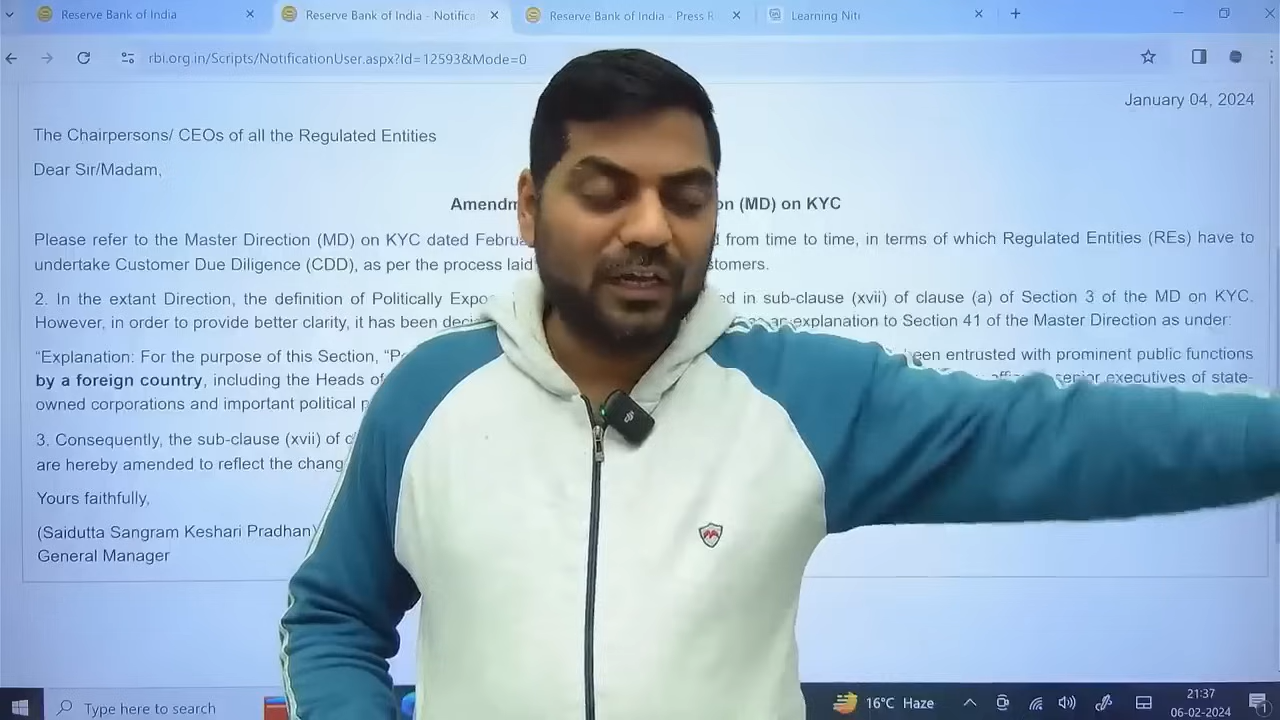 Reserve Bank of India
Reserve Bank of India - Notifica
Reserve Bank of India - Press R
Learning Niti
rbi.org.in/Scripts/NotificationUser.aspx?Id=12593&Mode=0
January 04, 2024
The Chairpersons/ CEOs of all the Regulated Entities
Dear Sir/Madam,
Amendm on (MD) on KYC
Please refer to the Master Direction (MD) on KYC dated Februa d from time to time, in terms of which Regulated Entities (REs) have to
undertake Customer Due Diligence (CDD), as per the process laid stomers.
2. In the extant Direction, the definition of Politically Expo ed in sub-clause (xvii) of clause (a) of Section 3 of the MD on KYC.
However, in order to provide better clarity, it has been deci an explanation to Section 41 of the Master Direction as under:
“Explanation: For the purpose of this Section, “P een entrusted with prominent public functions
by a foreign country, including the Heads of senior executives of state-
owned corporations and important political p
3. Consequently, the sub-clause (xvii) of c
are hereby amended to reflect the chang
Yours faithfully,
(Saidutta Sangram Keshari Pradhan)
General Manager
Type here to search
16°C Haze
21:37
06-02-2024